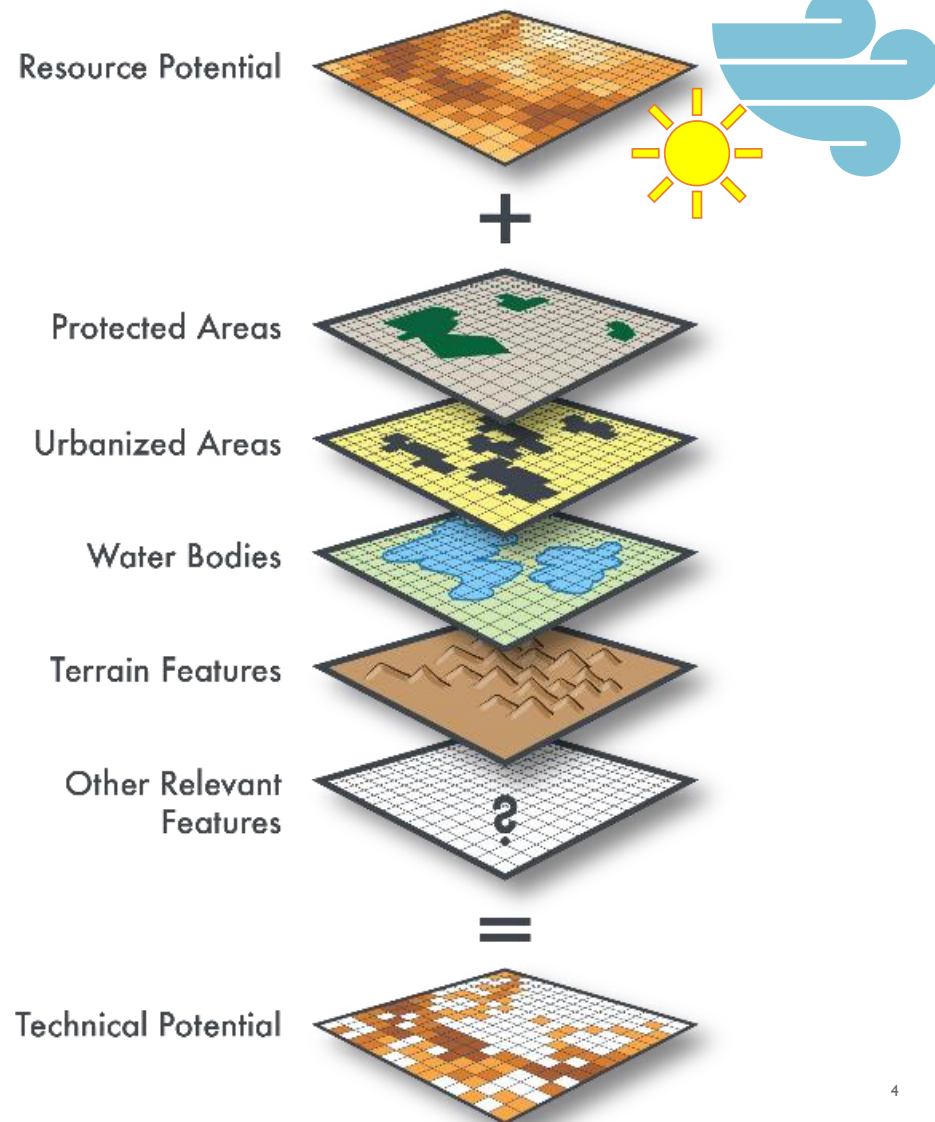 Resource Potential
+
Protected Areas
Urbanized Areas
Water Bodies
Terrain Features
Other Relevant
Features
?
=
Technical Potential
4